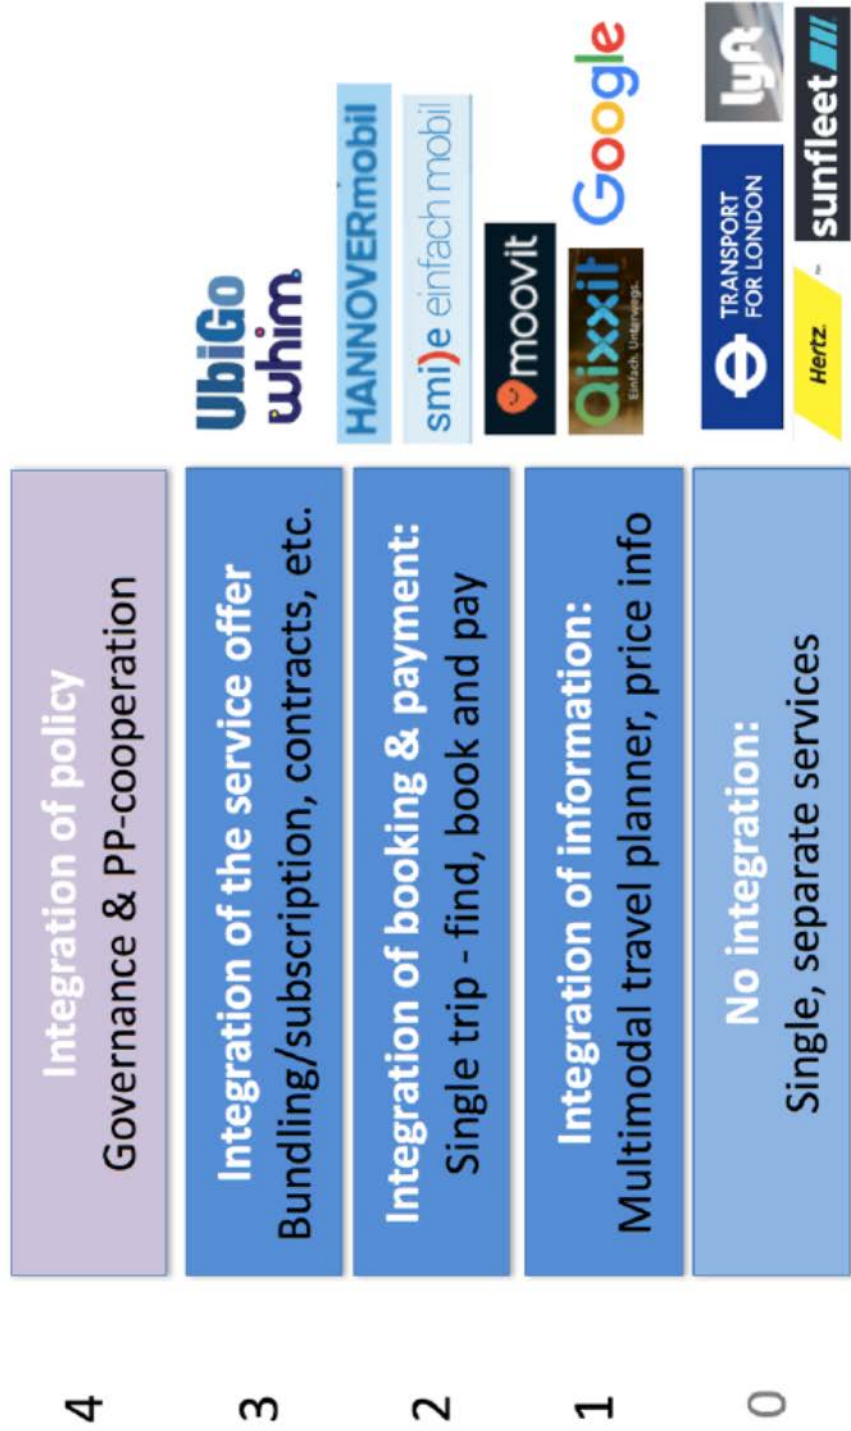 4
Integration of policy
Governance & PP-cooperation
3
Integration of the service offer
Bundling/subscription, contracts, etc.
UbiGo
whim
2
Integration of booking & payment:
Single trip - find, book and pay
HANNOVERmobil
smi)e einfach mobil
1
Integration of information:
Multimodal travel planner, price info
moovit
Qixxit
Einfach. Unterwegs.
Google
0
No integration:
Single, separate services
TRANSPORT
FOR LONDON
lyft
Hertz
sunfleet